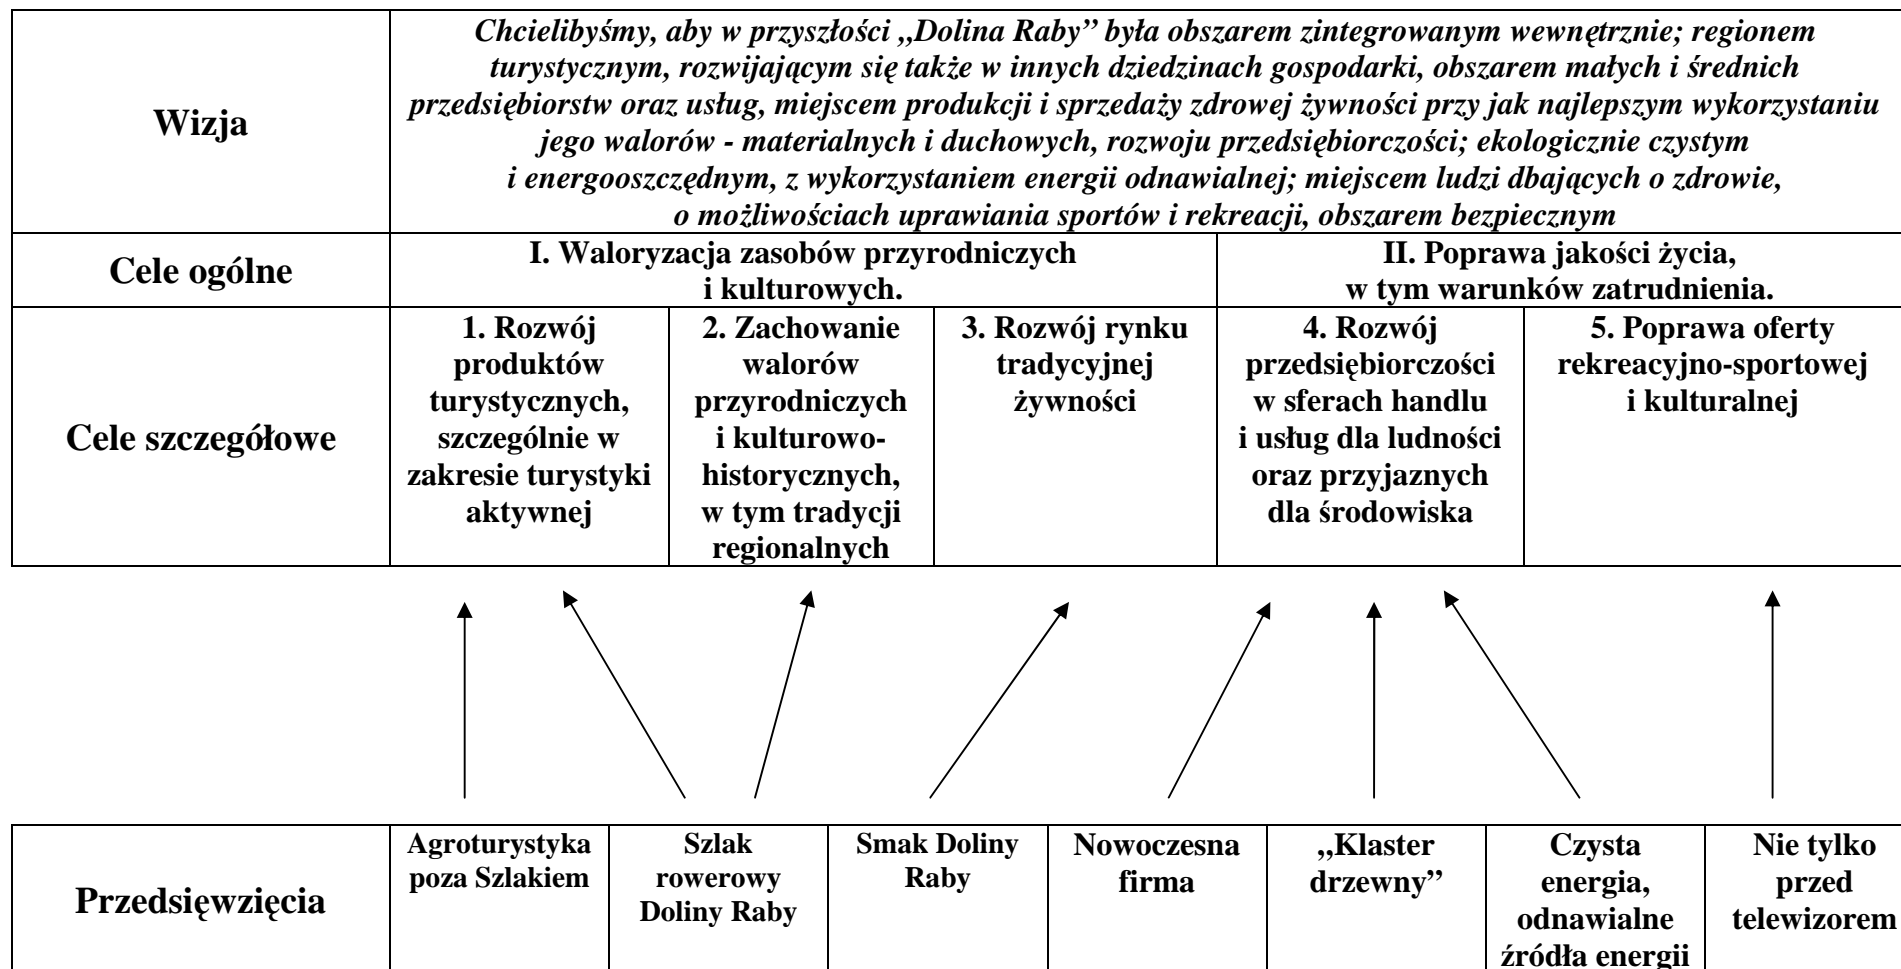 Wizja
Chcielibyśmy, aby w przyszłości „Dolina Raby” była obszarem zintegrowanym wewnętrznie; regionem
turystycznym, rozwijającym się także w innych dziedzinach gospodarki, obszarem małych i średnich
przedsiębiorstw oraz usług, miejscem produkcji i sprzedaży zdrowej żywności przy jak najlepszym wykorzystaniu
jego walorów - materialnych i duchowych, rozwoju przedsiębiorczości; ekologicznie czystym
i energooszczędnym, z wykorzystaniem energii odnawialnej; miejscem ludzi dbających o zdrowie,
o możliwościach uprawiania sportów i rekreacji, obszarem bezpiecznym
Cele ogólne
I. Waloryzacja zasobów przyrodniczych
i kulturowych.
II. Poprawa jakości życia,
w tym warunków zatrudnienia.
Cele szczegółowe
1. Rozwój
produktów
turystycznych,
szczególnie w
zakresie turystyki
aktywnej
2. Zachowanie
walorów
przyrodniczych
i kulturowo-
historycznych,
w tym tradycji
regionalnych
3. Rozwój rynku
tradycyjnej
żywności
4. Rozwój
przedsiębiorczości
w sferach handlu
i usług dla ludności
oraz przyjaznych
dla środowiska
5. Poprawa oferty
rekreacyjno-sportowej
i kulturalnej
Przedsięwzięcia
Agroturystyka
poza Szlakiem
Szlak
rowerowy
Doliny Raby
Smak Doliny
Raby
Nowoczesna
firma
„Klaster
drzewny”
Czysta
energia,
odnawialne
źródła energii
Nie tylko
przed
telewizorem